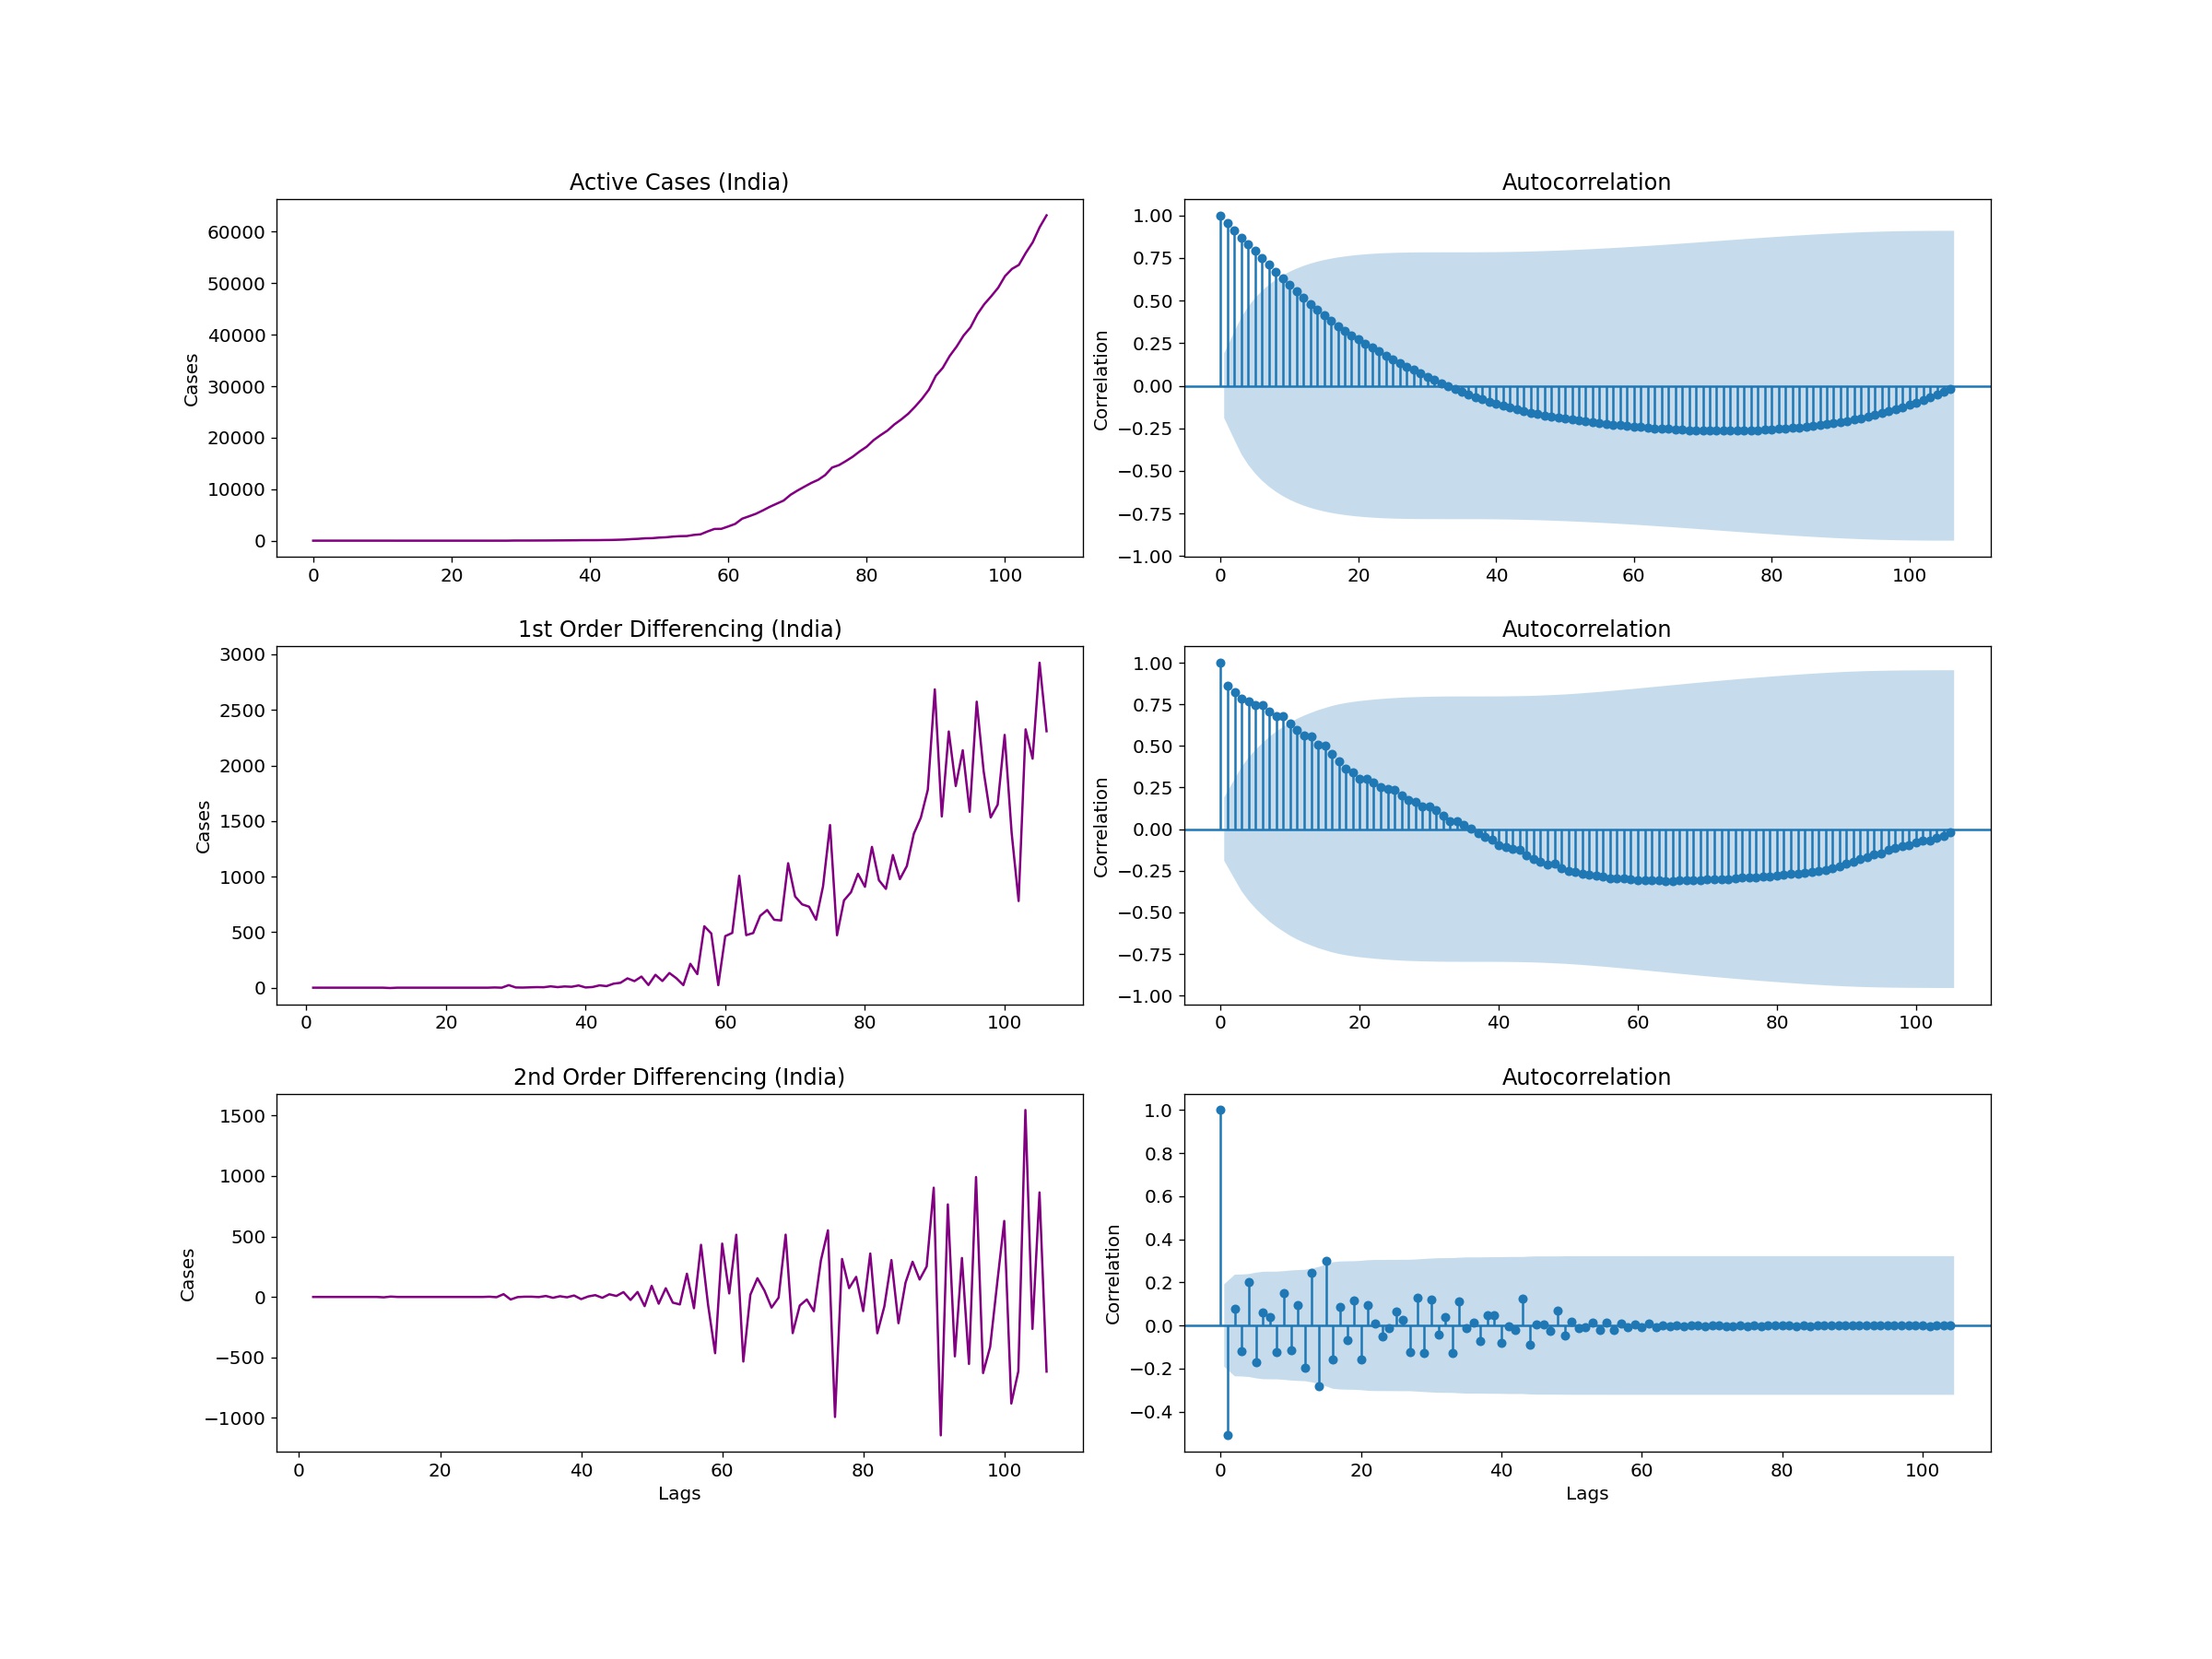 Active Cases (India)
Cases
60000
50000
40000
30000
20000
10000
0
0 20 40 60 80 100
Autocorrelation
Correlation
1.00
0.75
0.50
0.25
0.00
−0.25
−0.50
−0.75
−1.00
0 20 40 60 80 100
1st Order Differencing (India)
Cases
3000
2500
2000
1500
1000
500
0
0 20 40 60 80 100
Autocorrelation
Correlation
1.00
0.75
0.50
0.25
0.00
−0.25
−0.50
−0.75
−1.00
0 20 40 60 80 100
2nd Order Differencing (India)
Cases
1500
1000
500
0
−500
−1000
0 20 40 60 80 100
Lags
Autocorrelation
Correlation
1.0
0.8
0.6
0.4
0.2
0.0
−0.2
−0.4
0 20 40 60 80 100
Lags